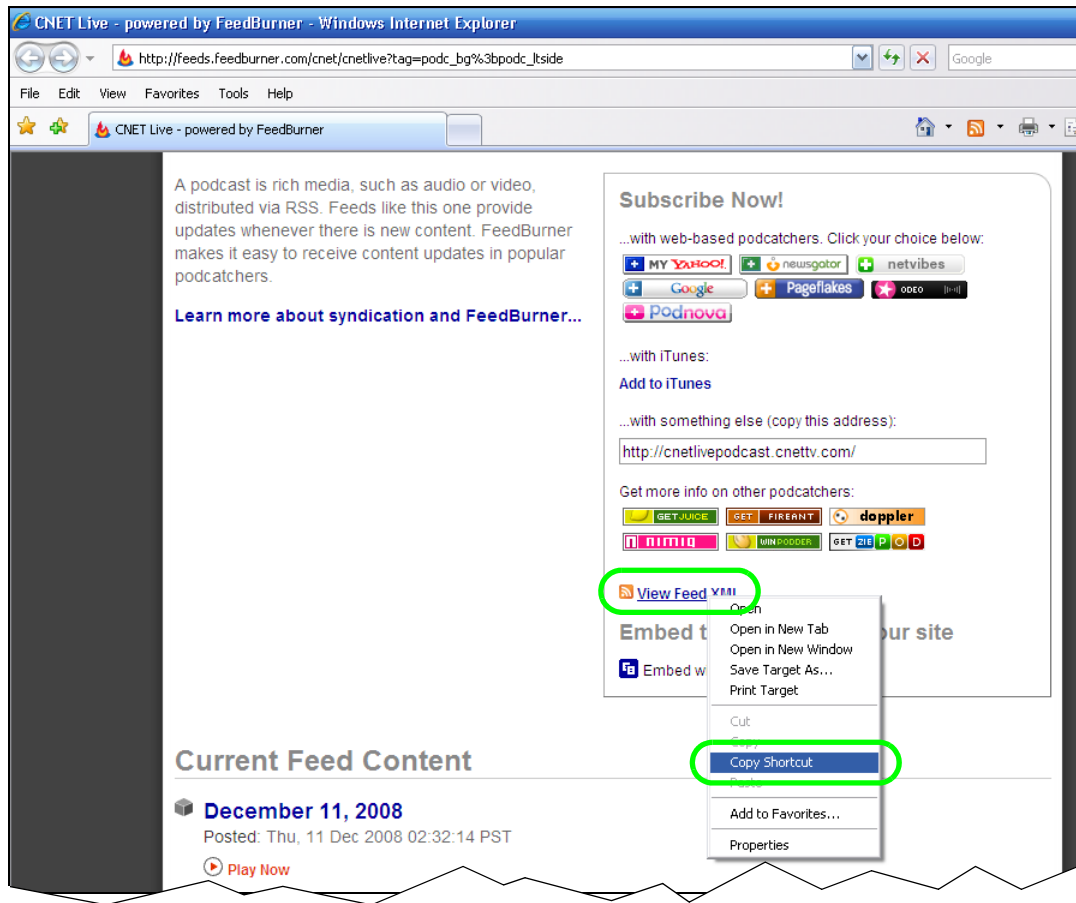 CNET Live - powered by FeedBurner - Windows Internet Explorer
http://feeds.feedburner.com/cnet/cnetlive?tag=podc_bg%3bpodc_ltside
Google
File Edit View Favorites Tools Help
CNET Live - powered by FeedBurner
A podcast is rich media, such as audio or video,
distributed via RSS. Feeds like this one provide
updates whenever there is new content. FeedBurner
makes it easy to receive content updates in popular
podcatchers.
Learn more about syndication and FeedBurner...
Subscribe Now!
...with web-based podcatchers. Click your choice below:
MY YAHOO! newsgator netvibes
Google Pageflakes ODEO
Podnova
...with iTunes:
Add to iTunes
...with something else (copy this address):
http://cnetlivepodcast.cnettv.com/
Get more info on other podcatchers:
GET JUICE GET FIREANT doppler
nimiq WINPODDER GET ZIE POD
View Feed XML
Embed t
our site
Embed w
Open
Open in New Tab
Open in New Window
Save Target As...
Print Target
Cut
Copy
Copy Shortcut
Paste
Add to Favorites...
Properties
Current Feed Content
December 11, 2008
Posted: Thu, 11 Dec 2008 02:32:14 PST
Play Now